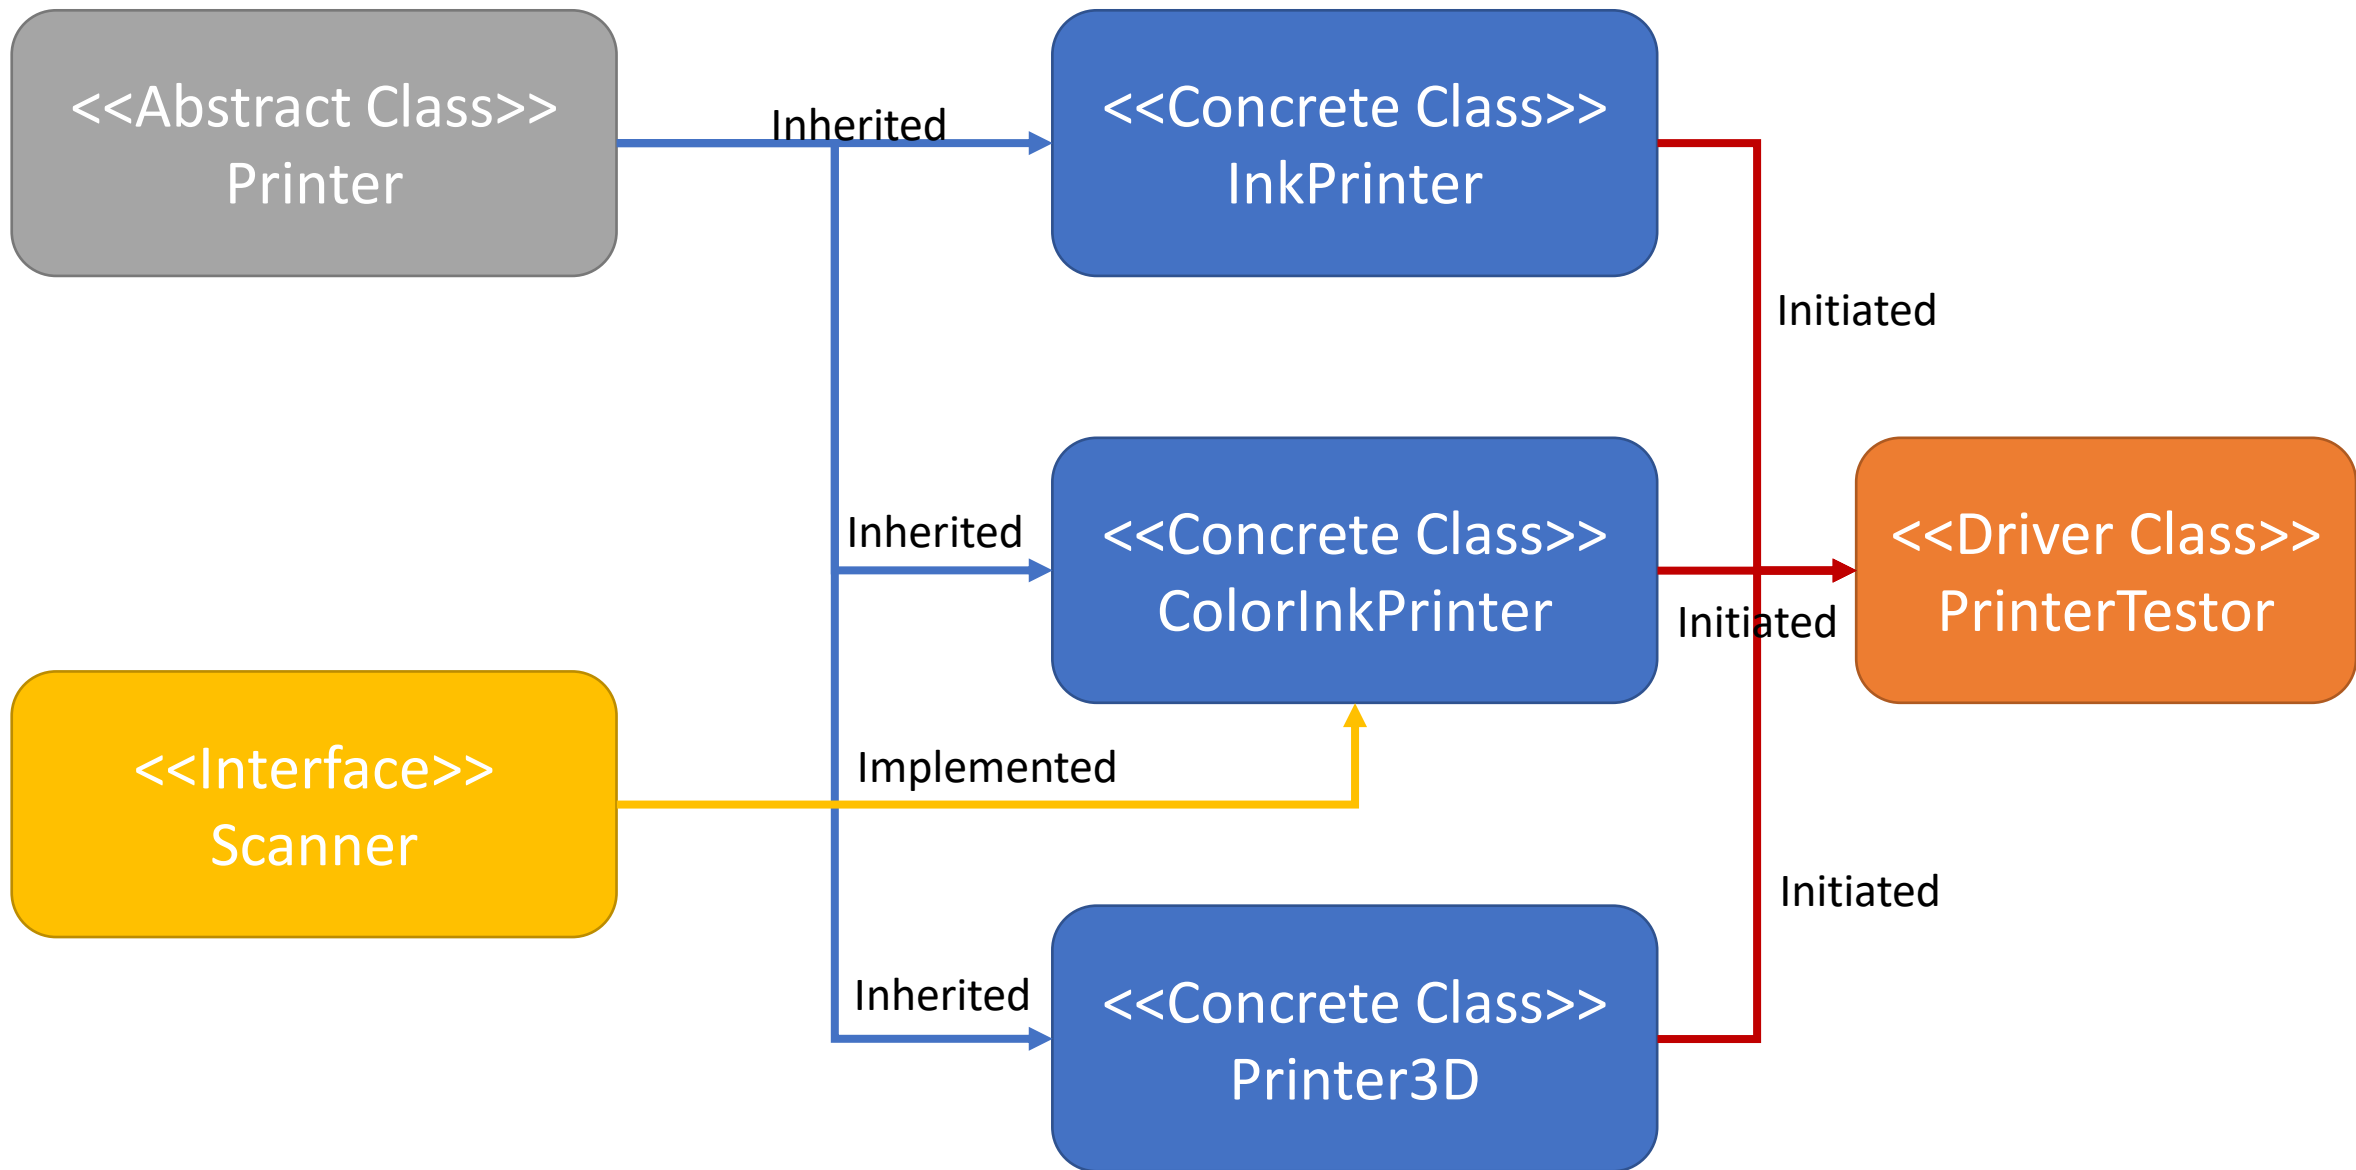 <<Abstract Class>>
Printer
Inherited
<<Concrete Class>>
InkPrinter
Initiated
Inherited
<<Concrete Class>>
ColorInkPrinter
Initiated
<<Driver Class>>
PrinterTestor
<<Interface>>
Scanner
Implemented
Initiated
Inherited
<<Concrete Class>>
Printer3D